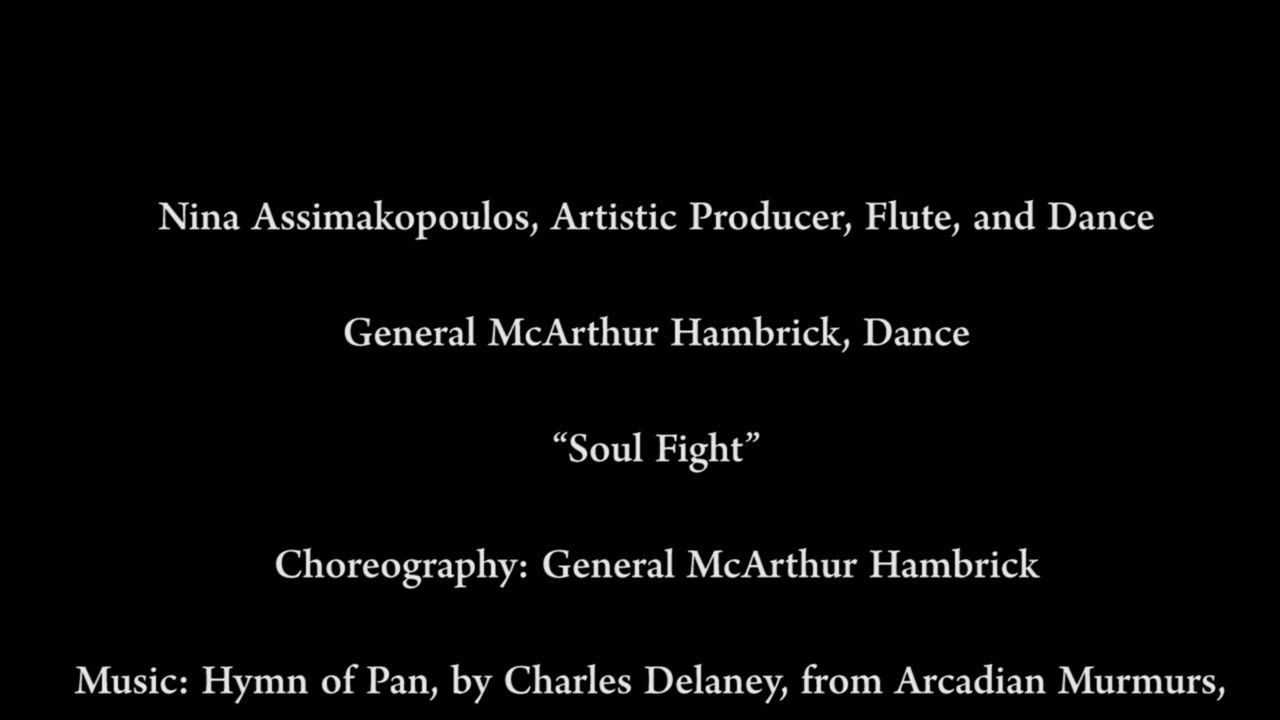 Nina Assimakopoulos, Artistic Producer, Flute, and Dance
General McArthur Hambrick, Dance
“Soul Fight”
Choreography: General McArthur Hambrick
Music: Hymn of Pan, by Charles Delaney, from Arcadian Murmurs,